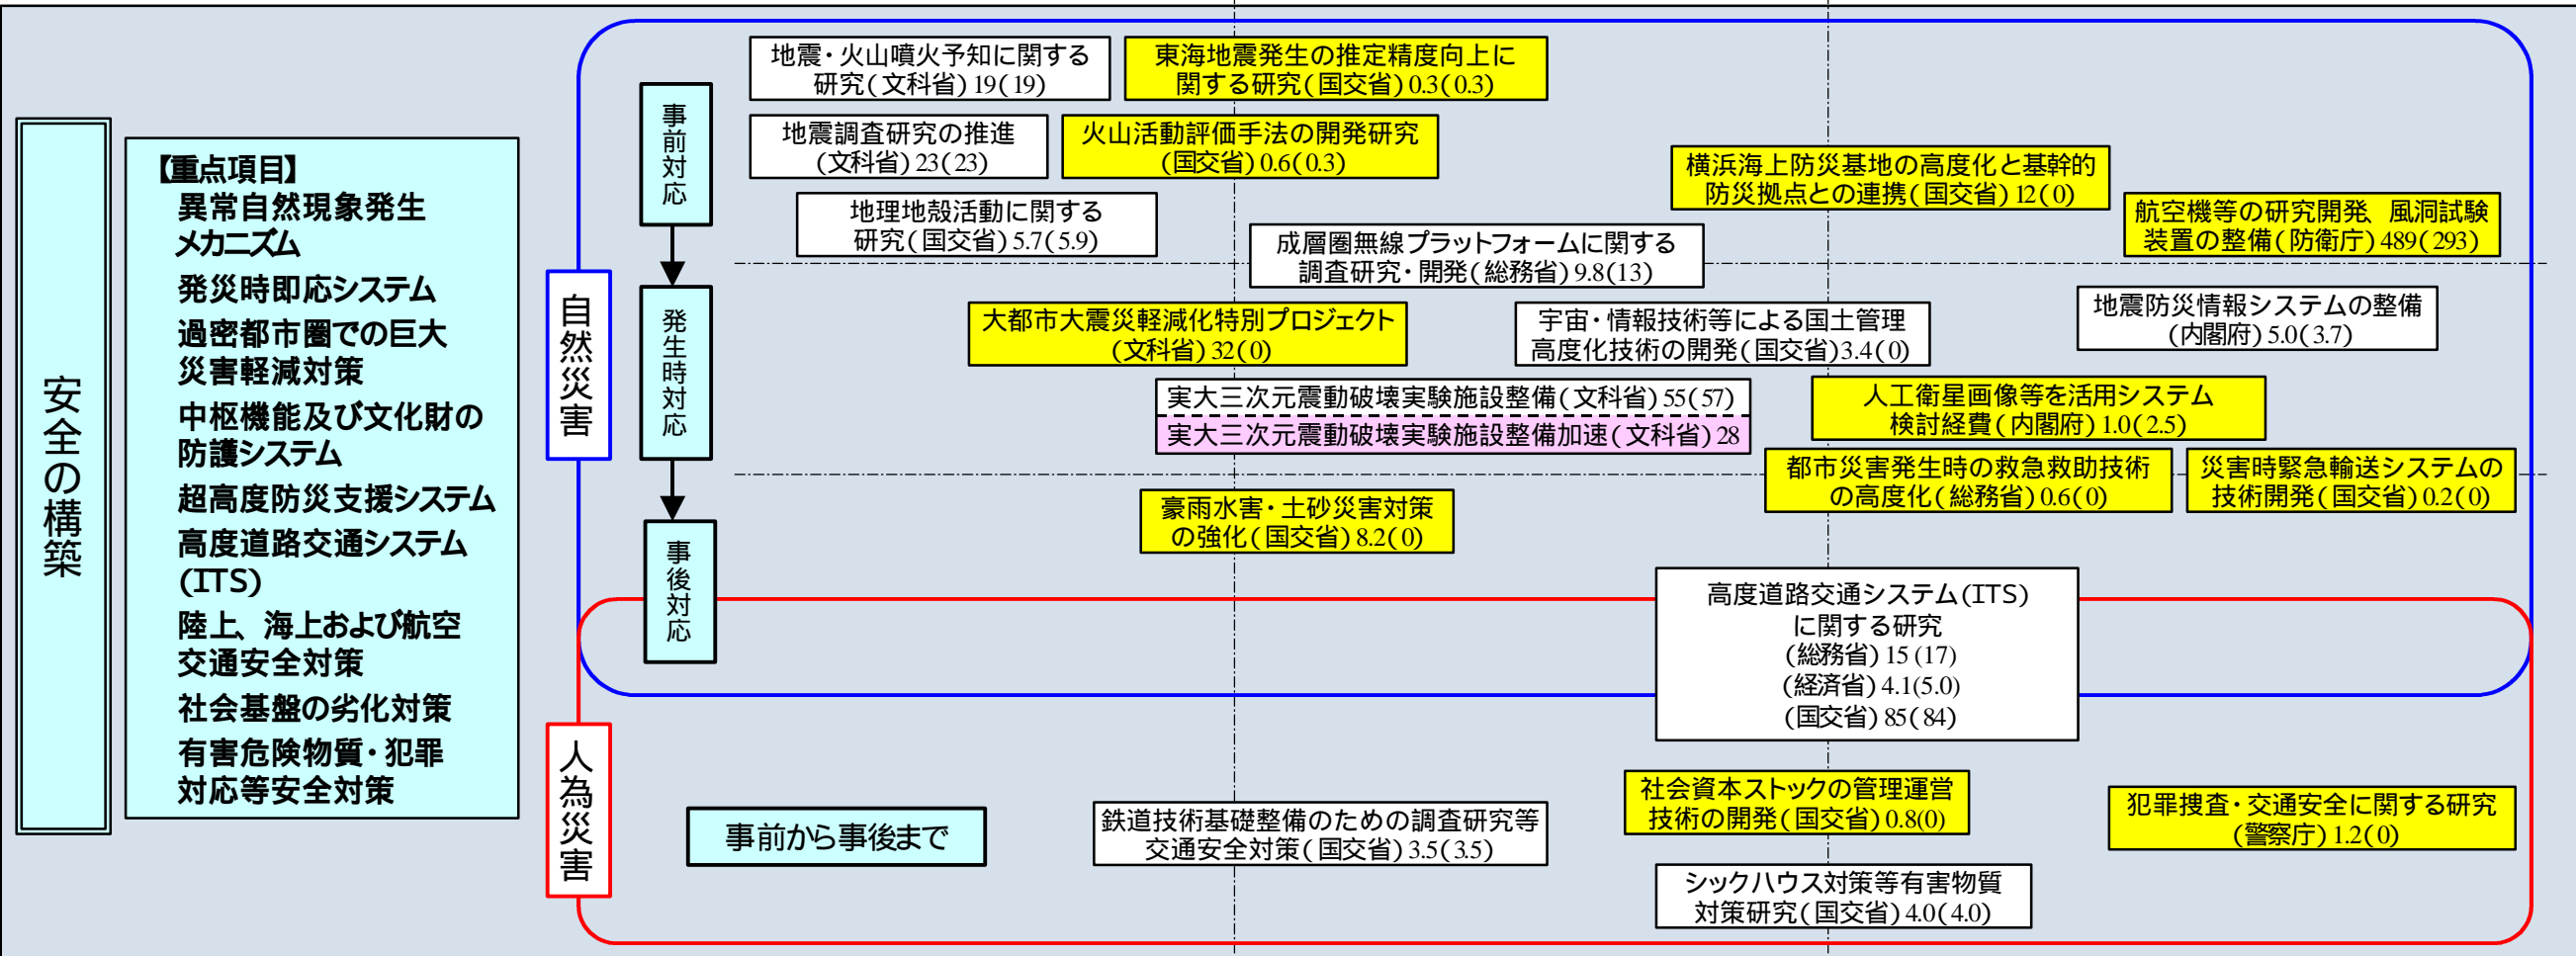 安全の構築
【重点項目】
異常自然現象発生
メカニズム
発災時即応システム
過密都市圏での巨大
災害軽減対策
中枢機能及び文化財の
防護システム
超高度防災支援システム
高度道路交通システム
(ITS)
陸上、海上および航空
交通安全対策
社会基盤の劣化対策
有害危険物質・犯罪
対応等安全対策
自然災害
事前対応
発生時対応
事後対応
地震・火山噴火予知に関する
研究(文科省)19(19)
東海地震発生の推定精度向上に
関する研究(国交省)0.3(0.3)
地震調査研究の推進
(文科省)23(23)
火山活動評価手法の開発研究
(国交省)0.6(0.3)
横浜海上防災基地の高度化と基幹的
防災拠点との連携(国交省)12(0)
地理地殻活動に関する
研究(国交省)5.7(5.9)
航空機等の研究開発、風洞試験
装置の整備(防衛庁)489(293)
成層圏無線プラットフォームに関する
調査研究・開発(総務省)9.8(13)
大都市大震災軽減化特別プロジェクト
(文科省)32(0)
宇宙・情報技術等による国土管理
高度化技術の開発(国交省)3.4(0)
地震防災情報システムの整備
(内閣府)5.0(3.7)
実大三次元震動破壊実験施設整備(文科省)55(57)
実大三次元震動破壊実験施設整備加速(文科省)28
人工衛星画像等を活用システム
検討経費(内閣府)1.0(2.5)
都市災害発生時の救急救助技術
の高度化(総務省)0.6(0)
災害時緊急輸送システムの
技術開発(国交省)0.2(0)
豪雨水害・土砂災害対策
の強化(国交省)8.2(0)
高度道路交通システム(ITS)
に関する研究
(総務省)15(17)
(経済省)4.1(5.0)
(国交省)85(84)
人為災害
事前から事後まで
鉄道技術基礎整備のための調査研究等
交通安全対策(国交省)3.5(3.5)
社会資本ストックの管理運営
技術の開発(国交省)0.8(0)
犯罪捜査・交通安全に関する研究
(警察庁)1.2(0)
シックハウス対策等有害物質
対策研究(国交省)4.0(4.0)